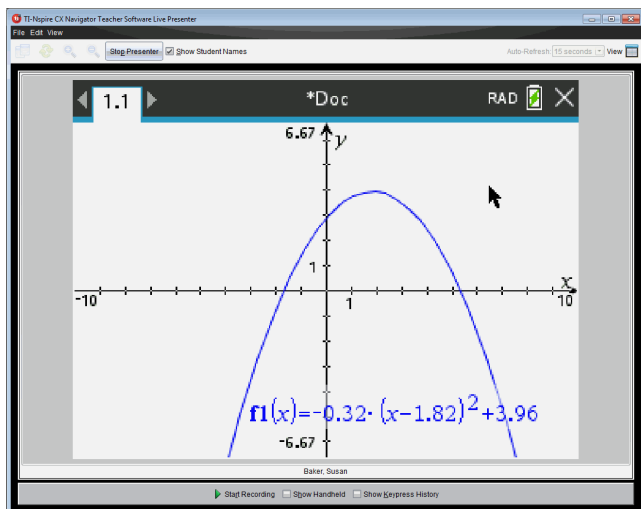 TI-Nspire CX Navigator Teacher Software Live Presenter
File Edit View
Stop Presenter Show Student Names Auto-Refresh: 15 seconds View
1.1 *Doc RAD
6.67 y
1
x
-10 1 10
f1(x)=-0.32·(x-1.82)^2+3.96
-6.67
Baker, Susan
Start Recording Show Handheld Show Keypress History